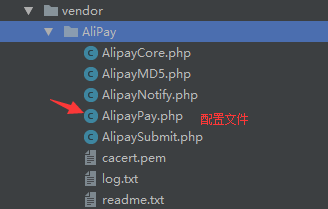 vendor
AliPay
AlipayCore.php
AlipayMD5.php
AlipayNotify.php
AlipayPay.php 配置文件
AlipaySubmit.php
cacert.pem
log.txt
readme.txt